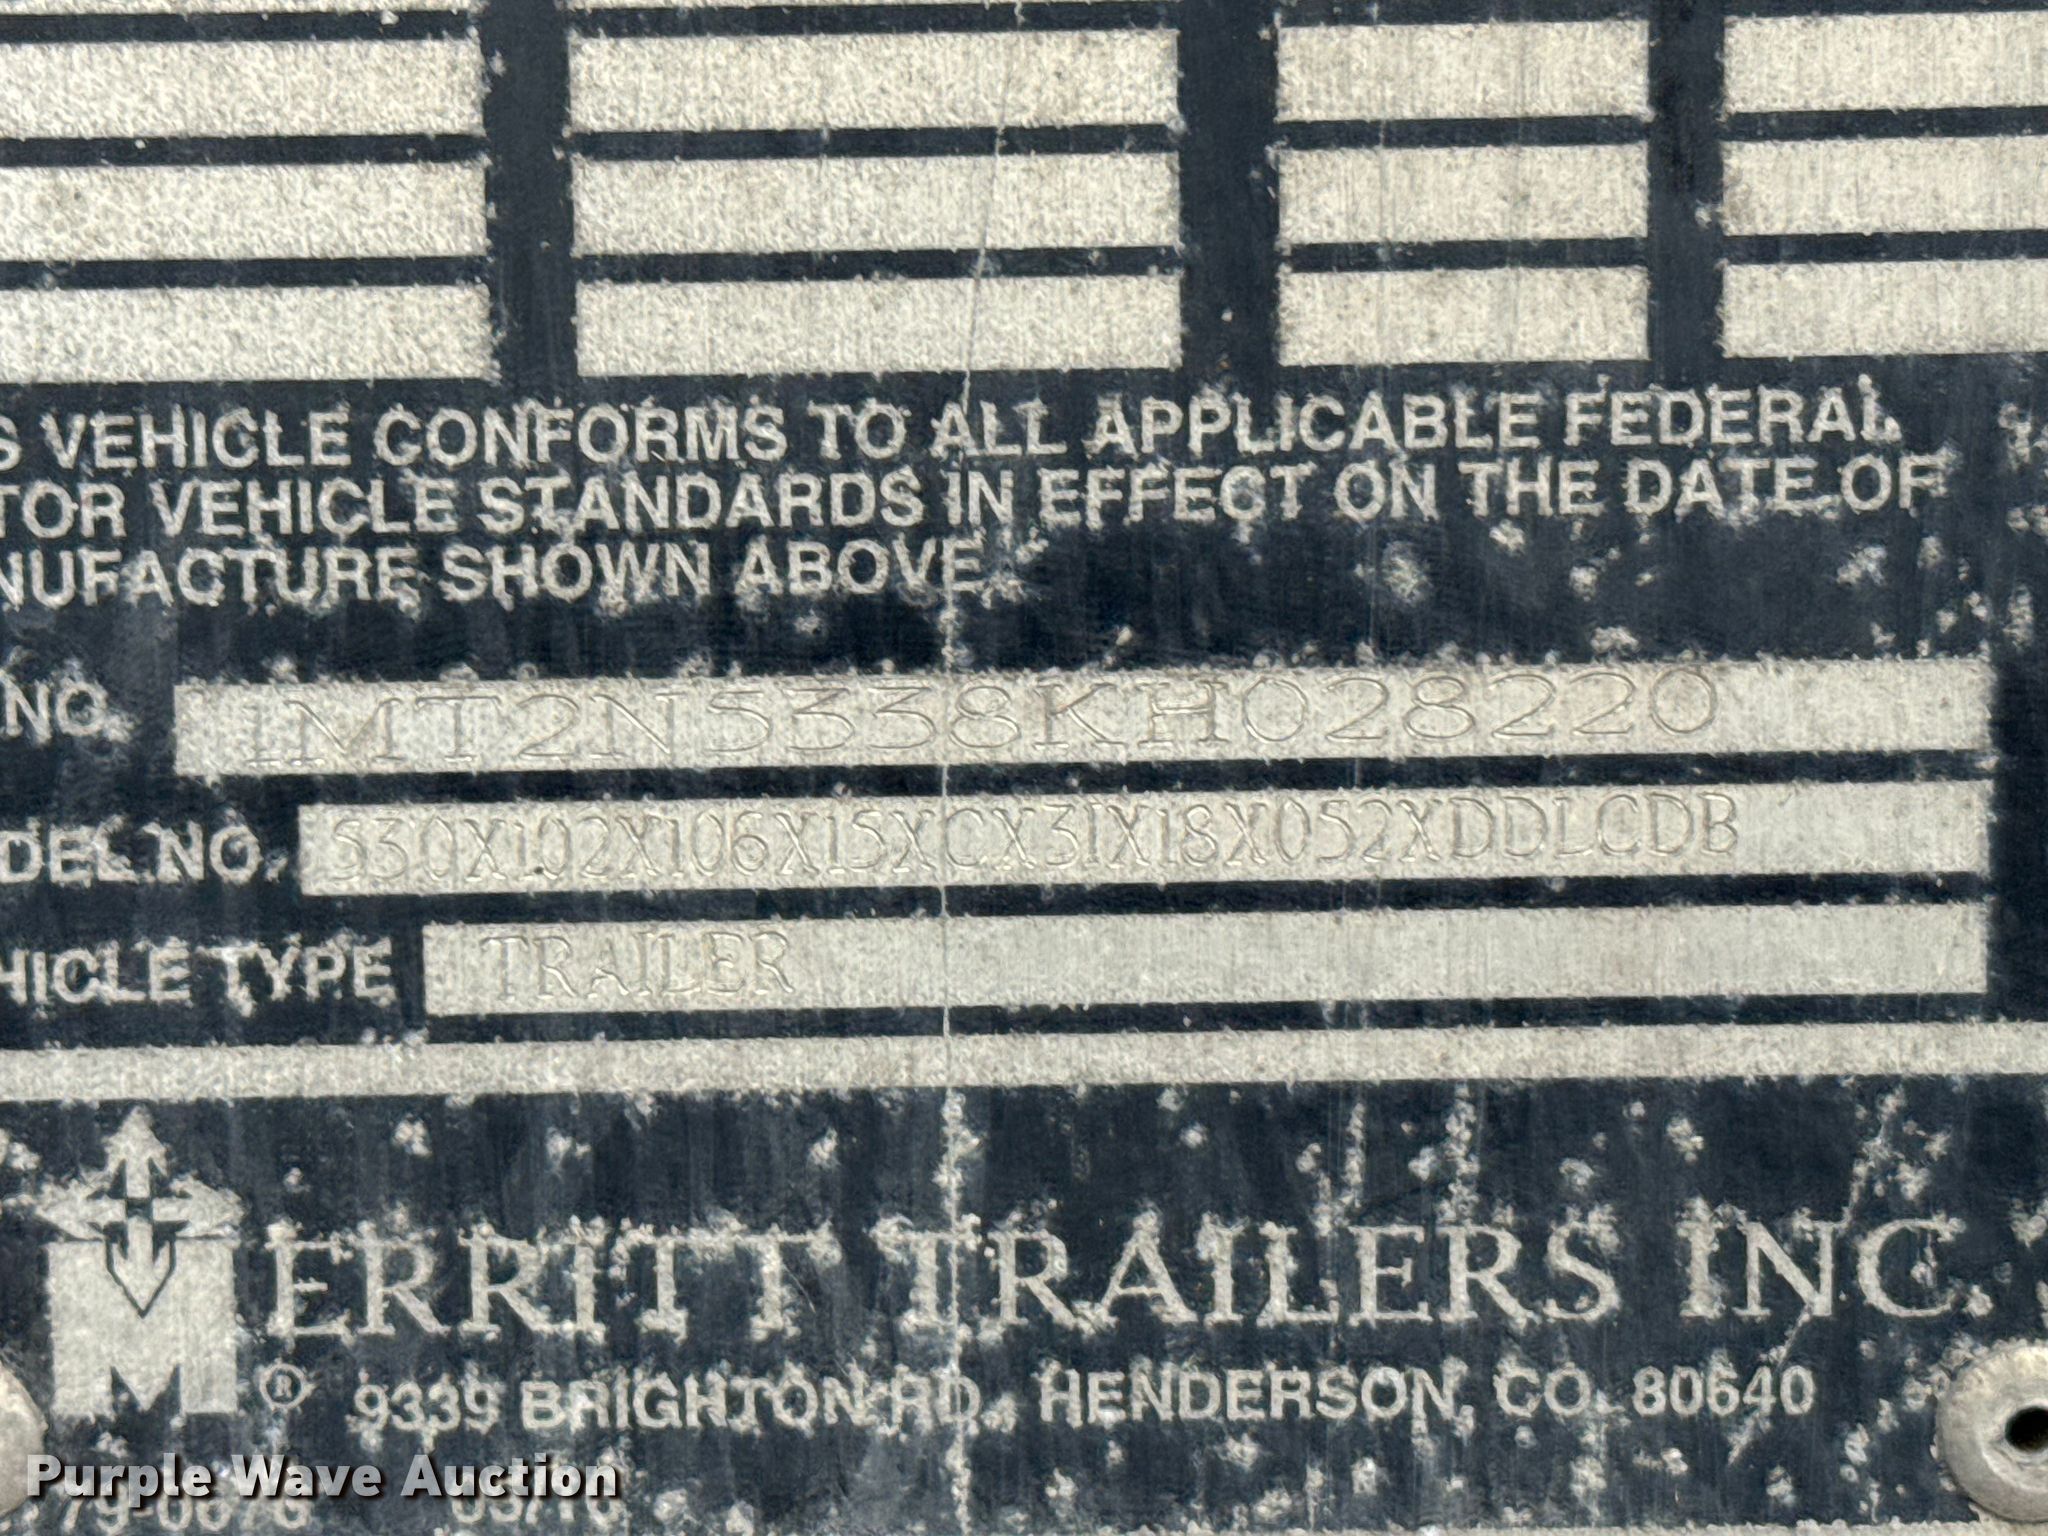 S VEHICLE CONFORMS TO ALL APPLICABLE FEDERAL
TOR VEHICLE STANDARDS IN EFFECT ON THE DATE OF
NUFACTURE SHOWN ABOVE.
NO. 1MT2N5338KH028220
DEL NO. 530X102X106X15XCX31X18X052XDDLCDB
HICLE TYPE TRAILER
MERRITT TRAILERS INC.
® 9339 BRIGHTON RD., HENDERSON, CO. 80640
Purple Wave Auction